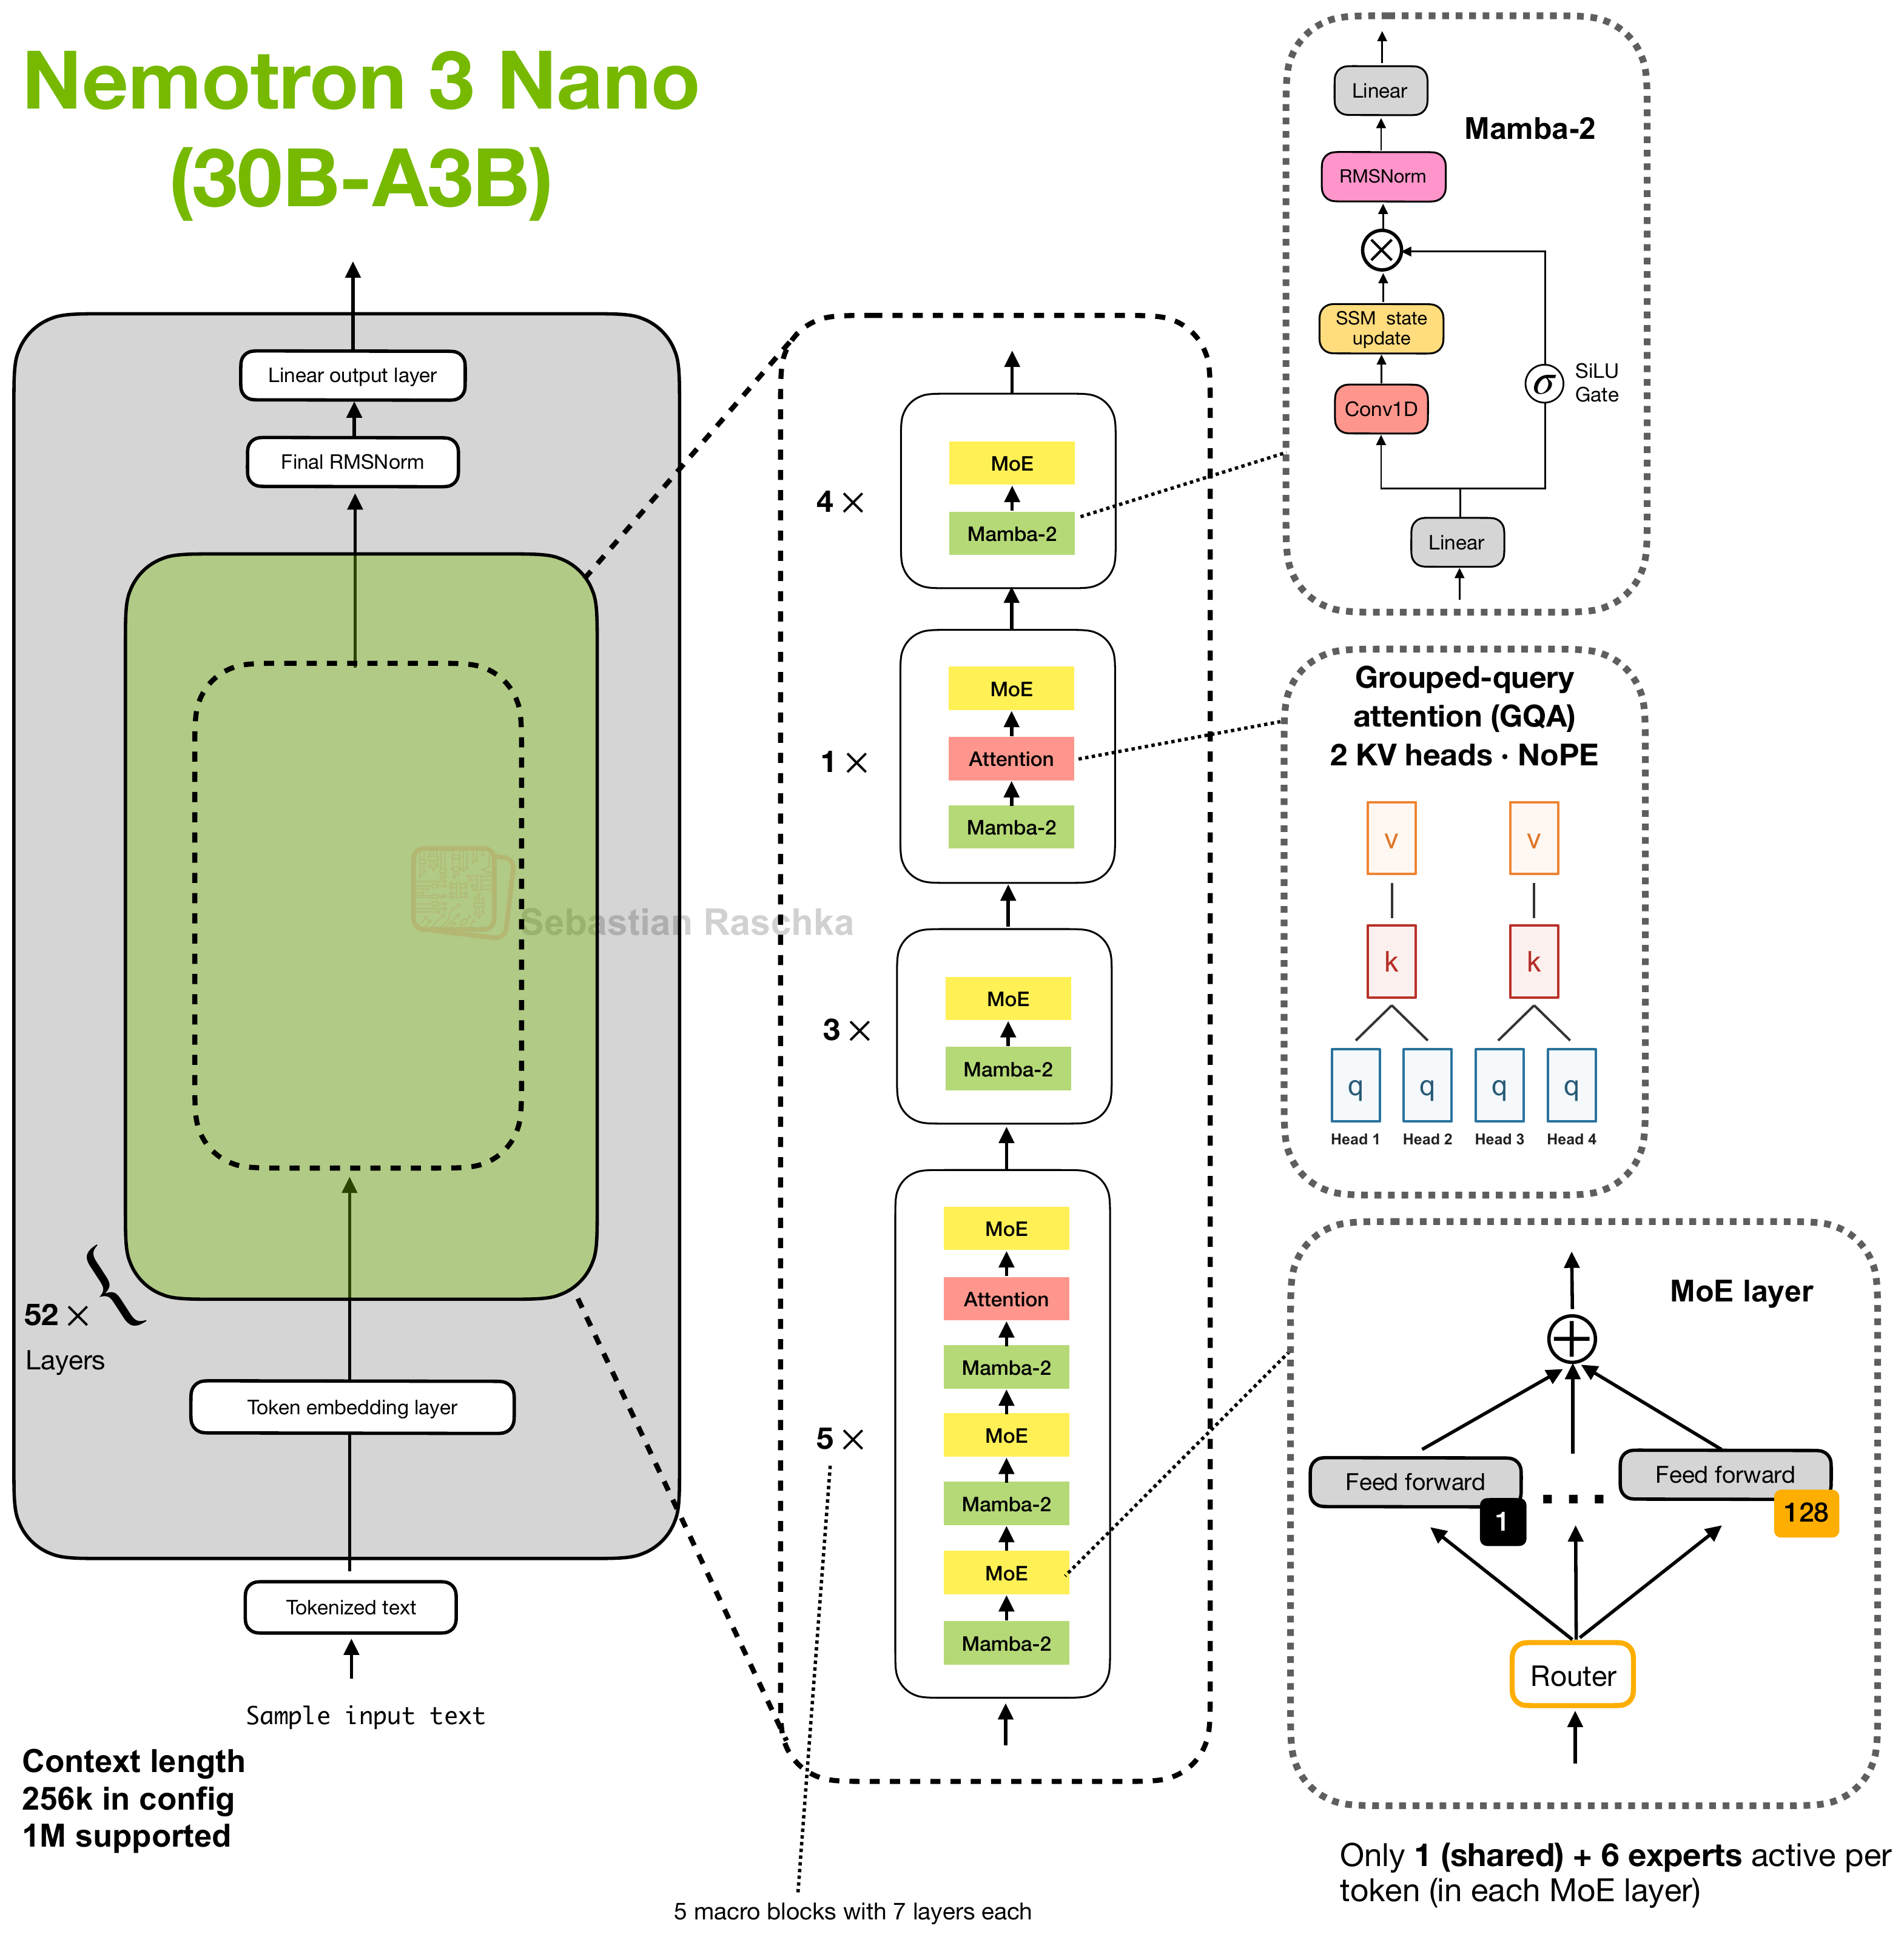 Nemotron 3 Nano
(30B-A3B)
Linear output layer
Final RMSNorm
52 ×
Layers
Token embedding layer
Tokenized text
Sample input text
Context length
256k in config
1M supported
Sebastian Raschka
4 ×
MoE
Mamba-2
1 ×
MoE
Attention
Mamba-2
3 ×
MoE
Mamba-2
5 ×
MoE
Attention
Mamba-2
MoE
Mamba-2
MoE
Mamba-2
5 macro blocks with 7 layers each
Mamba-2
Linear
RMSNorm
SSM state
update
Conv1D
σ
SiLU
Gate
Linear
Grouped-query
attention (GQA)
2 KV heads · NoPE
v v
k k
q q q q
Head 1 Head 2 Head 3 Head 4
MoE layer
Feed forward
1
...
Feed forward
128
Router
Only 1 (shared) + 6 experts active per
token (in each MoE layer)